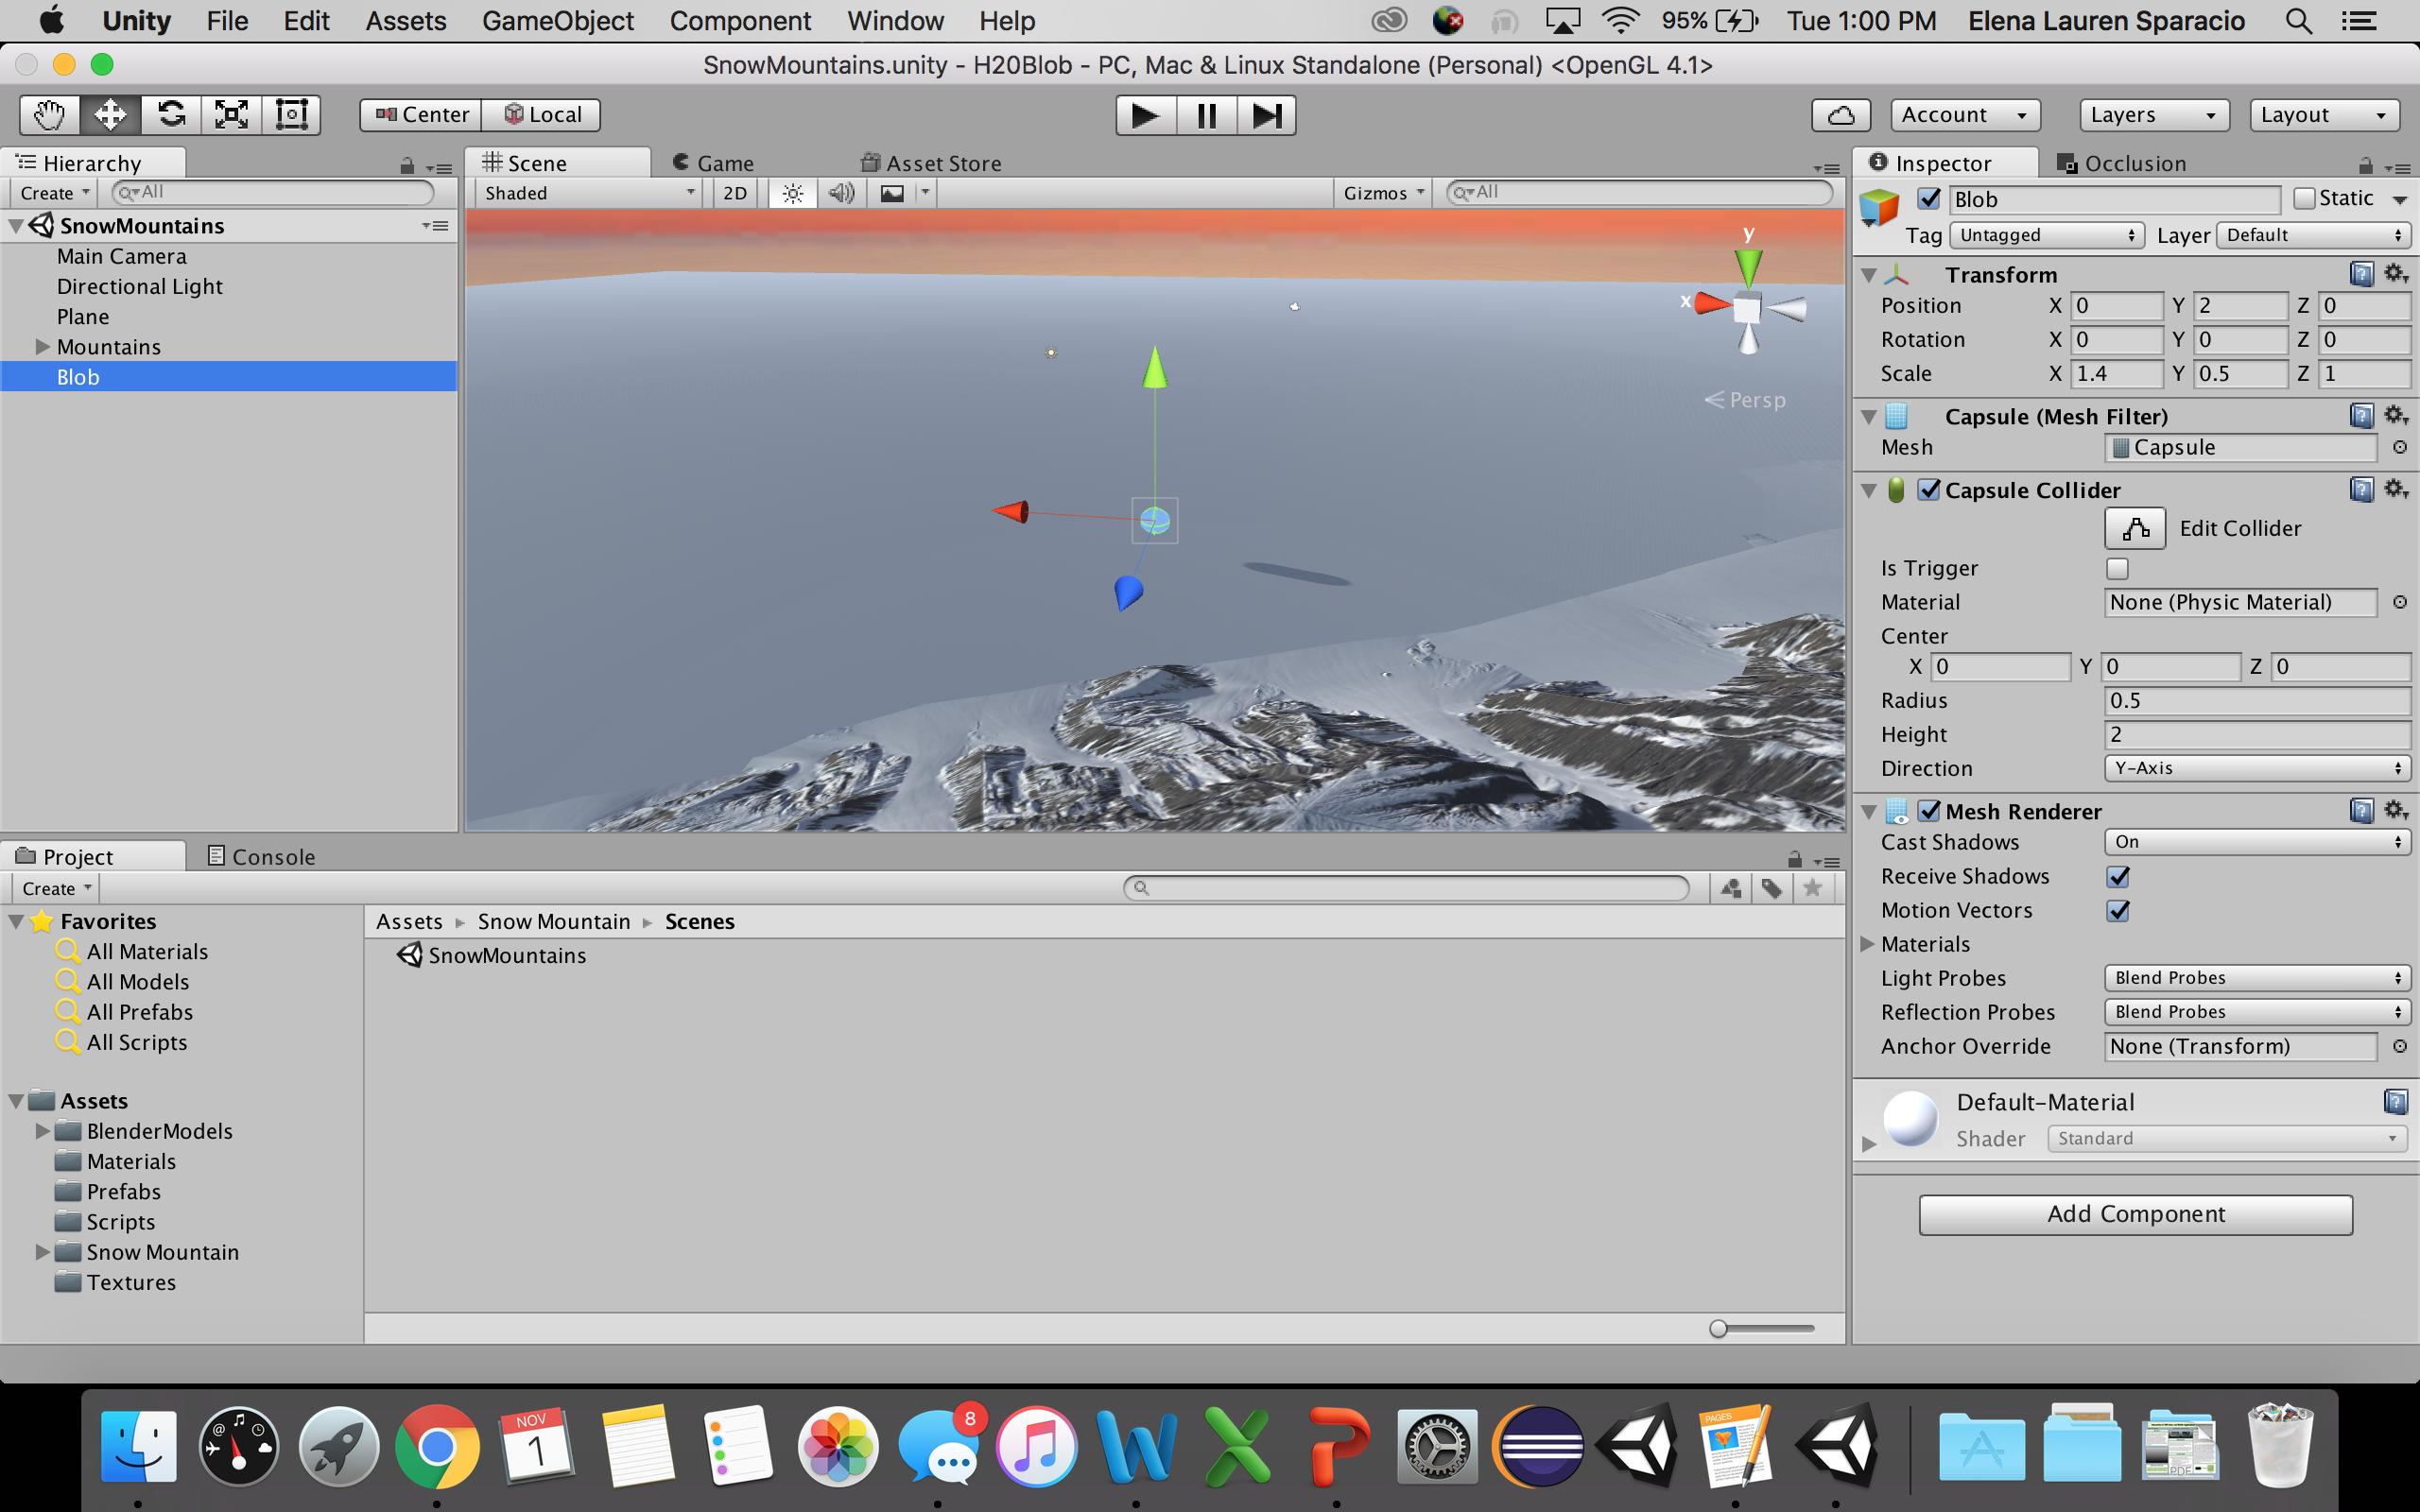 Unity File Edit Assets GameObject Component Window Help 95% Tue 1:00 PM Elena Lauren Sparacio
SnowMountains.unity - H20Blob - PC, Mac & Linux Standalone (Personal) <OpenGL 4.1>
Center Local Account Layers Layout
Hierarchy
Create All
SnowMountains
Main Camera
Directional Light
Plane
Mountains
Blob
Scene Game Asset Store
Shaded 2D Gizmos All
y
x
Persp
Inspector Occlusion
Blob Static
Tag Untagged Layer Default
Transform
Position X 0 Y 2 Z 0
Rotation X 0 Y 0 Z 0
Scale X 1.4 Y 0.5 Z 1
Capsule (Mesh Filter)
Mesh Capsule
Capsule Collider
Edit Collider
Is Trigger
Material None (Physic Material)
Center
X 0 Y 0 Z 0
Radius 0.5
Height 2
Direction Y-Axis
Mesh Renderer
Cast Shadows On
Receive Shadows
Motion Vectors
Materials
Light Probes Blend Probes
Reflection Probes Blend Probes
Anchor Override None (Transform)
Default-Material
Shader Standard
Add Component
Project Console
Create
Favorites
All Materials
All Models
All Prefabs
All Scripts
Assets
BlenderModels
Materials
Prefabs
Scripts
Snow Mountain
Textures
Assets Snow Mountain Scenes
SnowMountains
NOV
1
8
PAGES
PDF